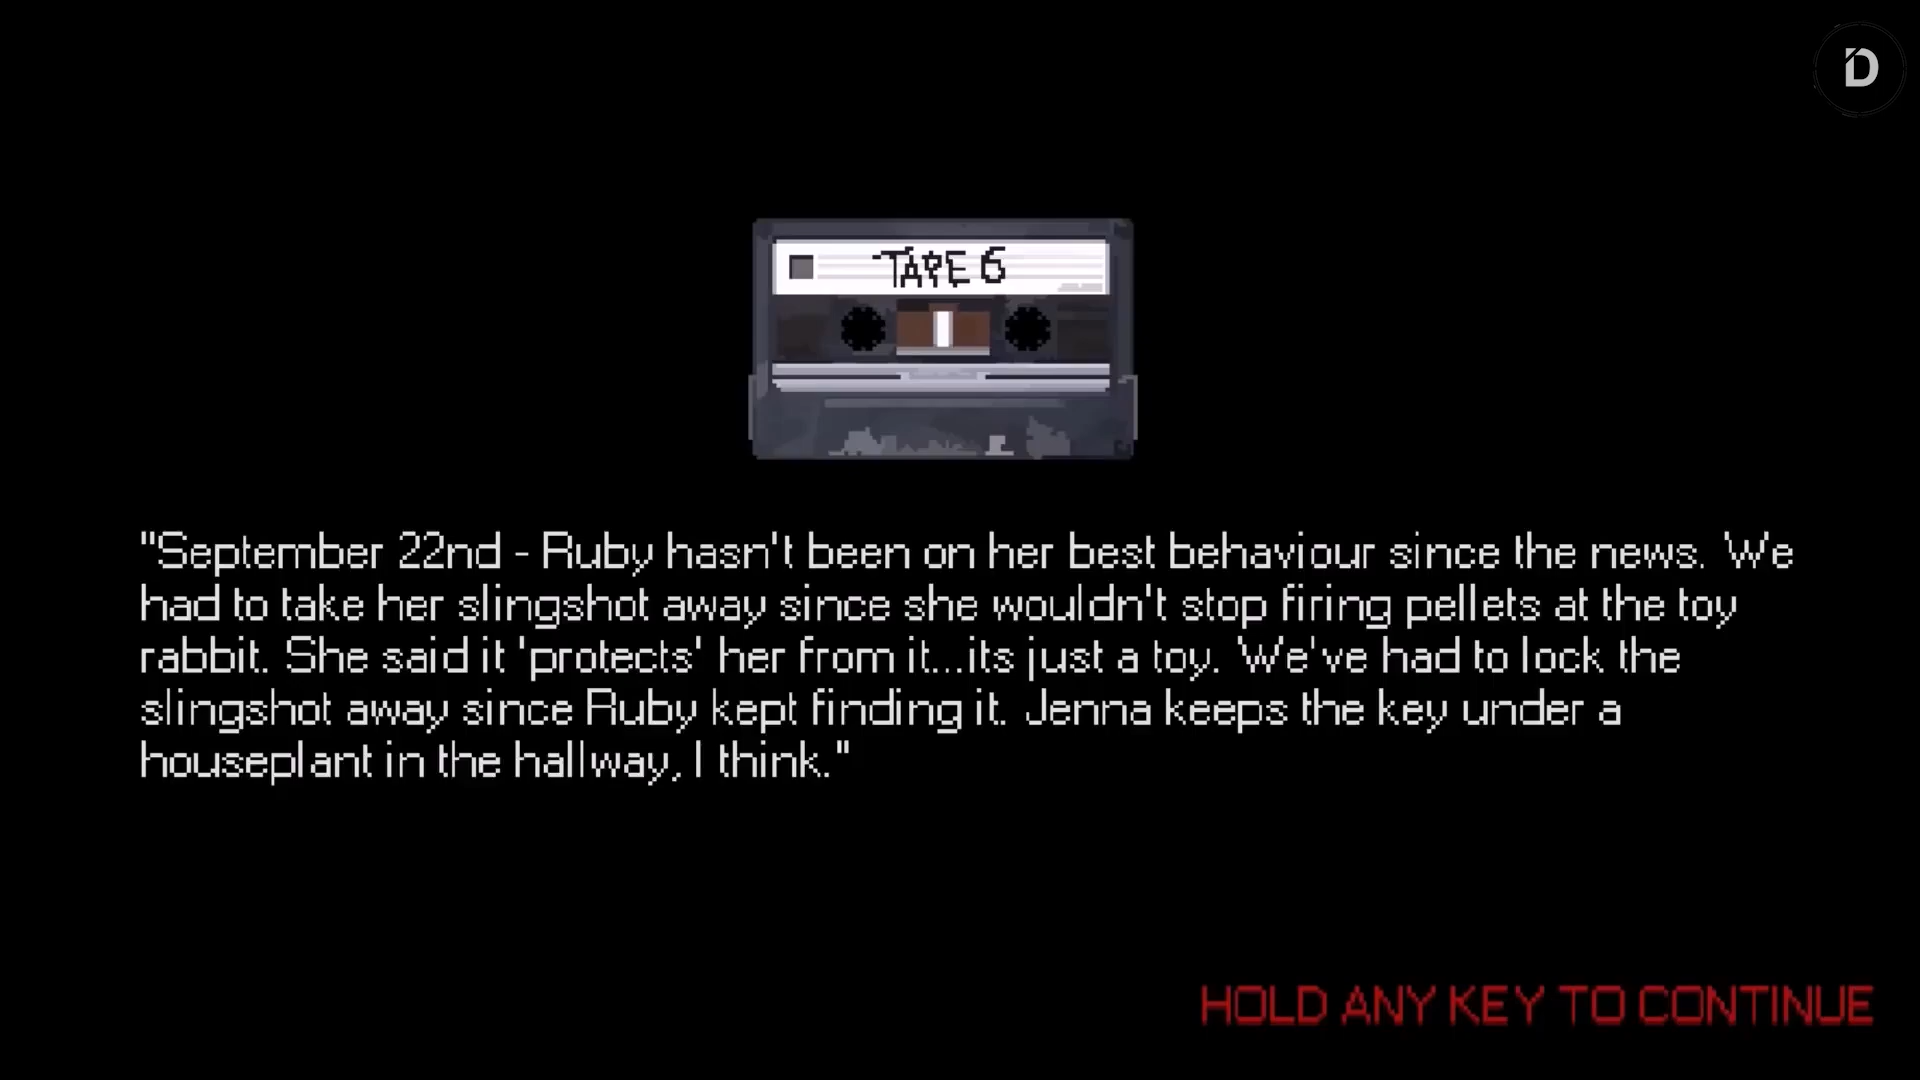 D
TAPE 6
"September 22nd - Ruby hasn't been on her best behaviour since the news. We
had to take her slingshot away since she wouldn't stop firing pellets at the toy
rabbit. She said it 'protects' her from it...its just a toy. We've had to lock the
slingshot away since Ruby kept finding it. Jenna keeps the key under a
houseplant in the hallway, I think."
HOLD ANY KEY TO CONTINUE